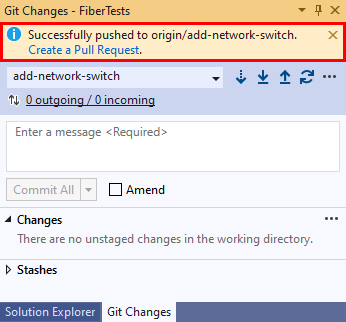 Git Changes - FiberTests
Successfully pushed to origin/add-network-switch.
Create a Pull Request.
add-network-switch
0 outgoing / 0 incoming
Enter a message <Required>
Commit All
Amend
Changes
There are no unstaged changes in the working directory.
Stashes
Solution Explorer
Git Changes